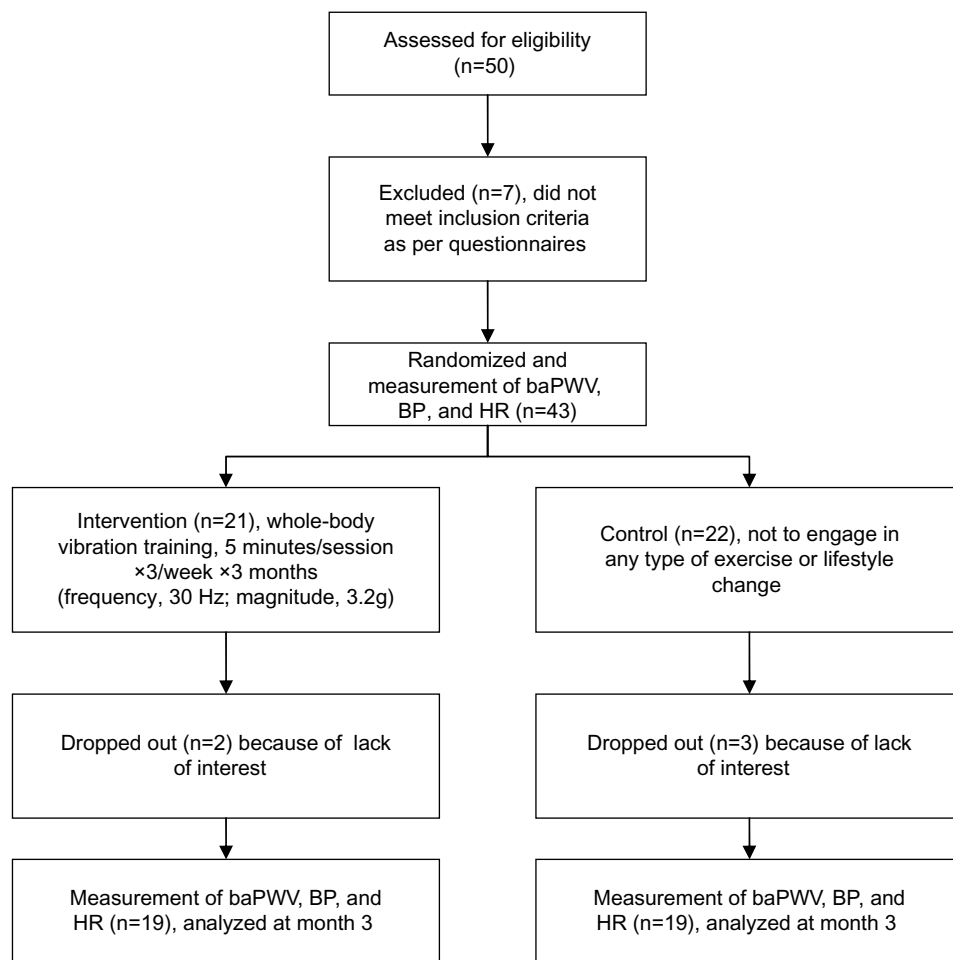 Assessed for eligibility
(n=50)
Excluded (n=7), did not
meet inclusion criteria
as per questionnaires
Randomized and
measurement of baPWV,
BP, and HR (n=43)
Intervention (n=21), whole-body
vibration training, 5 minutes/session
×3/week ×3 months
(frequency, 30 Hz; magnitude, 3.2g)
Control (n=22), not to engage in
any type of exercise or lifestyle
change
Dropped out (n=2) because of lack
of interest
Dropped out (n=3) because of lack
of interest
Measurement of baPWV, BP, and
HR (n=19), analyzed at month 3
Measurement of baPWV, BP, and
HR (n=19), analyzed at month 3